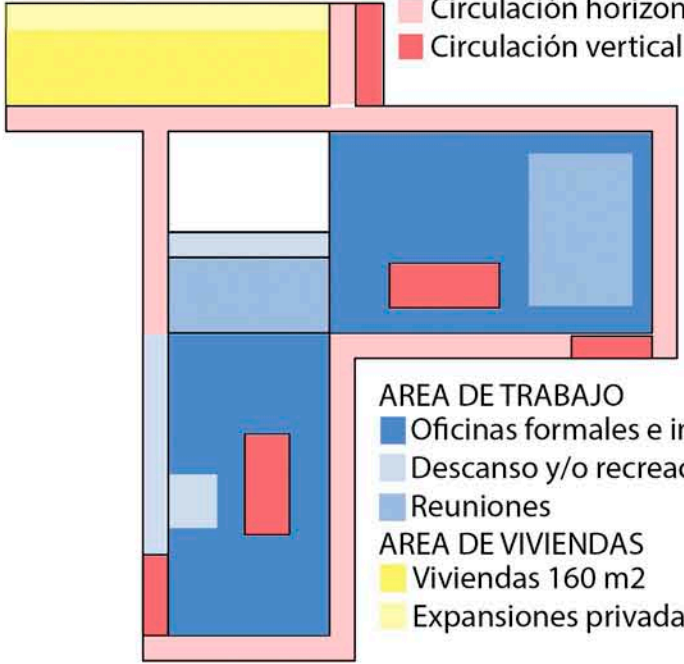 Circulación horizon
Circulación vertical
AREA DE TRABAJO
Oficinas formales e in
Descanso y/o recreac
Reuniones
AREA DE VIVIENDAS
Viviendas 160 m2
Expansiones privada